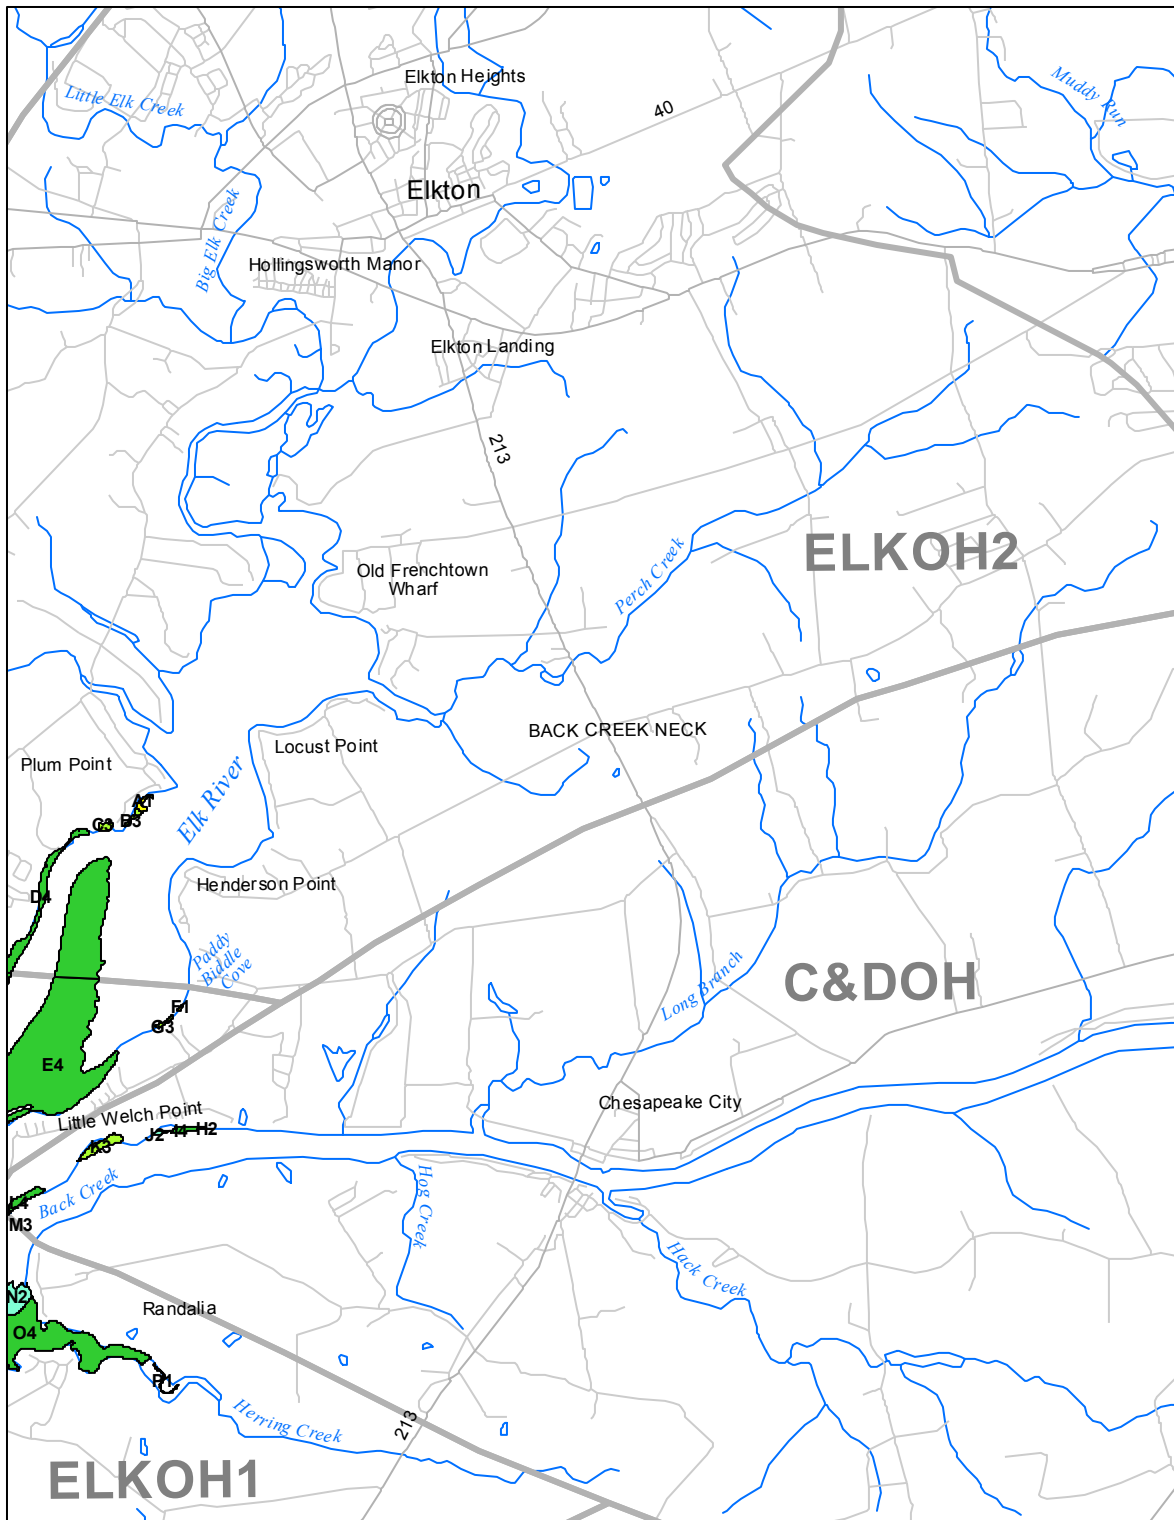 Elkton Heights
Little Elk Creek
Muddy Run
40
Elkton
Big Elk Creek
Hollingsworth Manor
Elkton Landing
213
ELKOH2
Old Frenchtown
Wharf
Perch Creek
BACK CREEK NECK
Locust Point
Plum Point
Elk River
A1
B3
C3
Henderson Point
D4
Paddy
Biddle
Cove
Long Branch
C&DOH
F1
G3
E4
Chesapeake City
Little Welch Point
J2
H2
K3
Back Creek
Hog Creek
L4
M3
Hack Creek
N2
Randalia
O4
P1
Herring Creek
213
ELKOH1